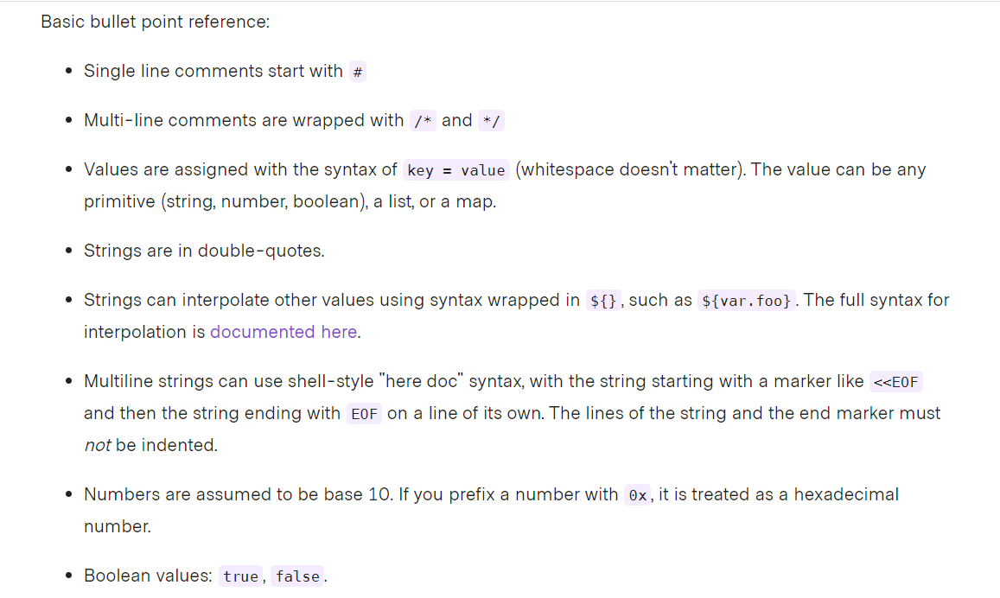 Basic bullet point reference:
• Single line comments start with #
• Multi-line comments are wrapped with /* and */
• Values are assigned with the syntax of key = value (whitespace doesn't matter). The value can be any
primitive (string, number, boolean), a list, or a map.
• Strings are in double-quotes.
• Strings can interpolate other values using syntax wrapped in ${}, such as ${var.foo}. The full syntax for
interpolation is documented here.
• Multiline strings can use shell-style "here doc" syntax, with the string starting with a marker like <<EOF
and then the string ending with EOF on a line of its own. The lines of the string and the end marker must
not be indented.
• Numbers are assumed to be base 10. If you prefix a number with 0x, it is treated as a hexadecimal
number.
• Boolean values: true, false.